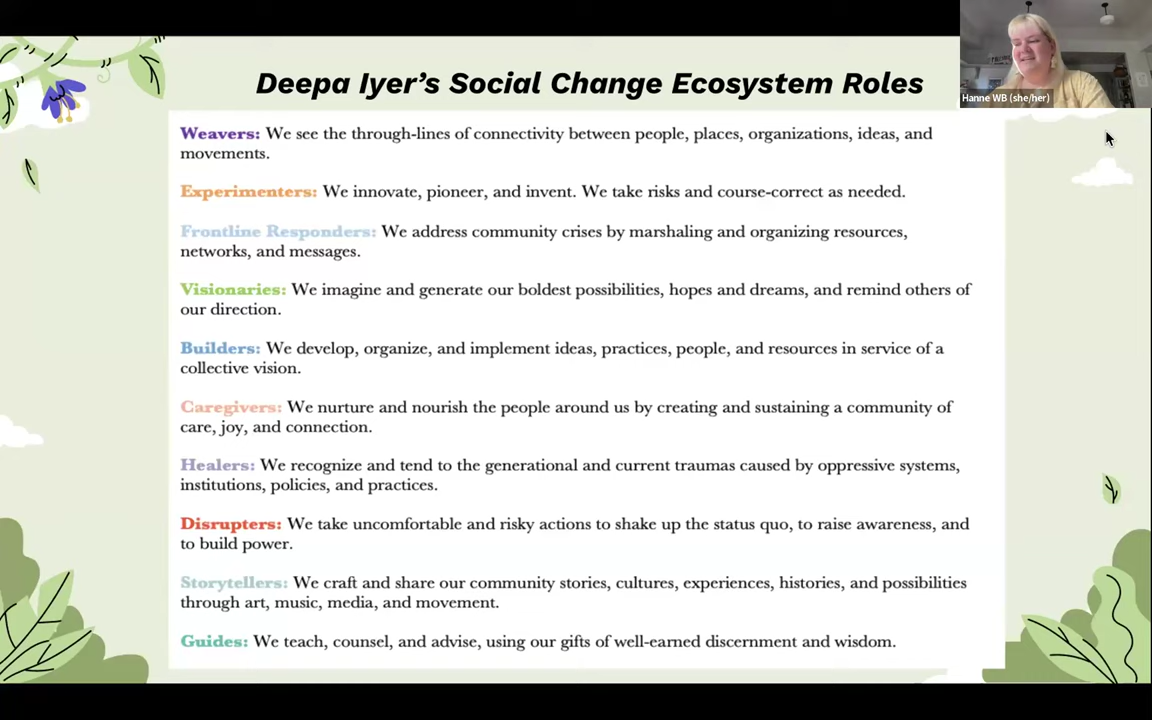 Deepa Iyer's Social Change Ecosystem Roles
Hanne WB (she/her)
Weavers: We see the through-lines of connectivity between people, places, organizations, ideas, and
movements.
Experimenters: We innovate, pioneer, and invent. We take risks and course-correct as needed.
Frontline Responders: We address community crises by marshaling and organizing resources,
networks, and messages.
Visionaries: We imagine and generate our boldest possibilities, hopes and dreams, and remind others of
our direction.
Builders: We develop, organize, and implement ideas, practices, people, and resources in service of a
collective vision.
Caregivers: We nurture and nourish the people around us by creating and sustaining a community of
care, joy, and connection.
Healers: We recognize and tend to the generational and current traumas caused by oppressive systems,
institutions, policies, and practices.
Disrupters: We take uncomfortable and risky actions to shake up the status quo, to raise awareness, and
to build power.
Storytellers: We craft and share our community stories, cultures, experiences, histories, and possibilities
through art, music, media, and movement.
Guides: We teach, counsel, and advise, using our gifts of well-earned discernment and wisdom.